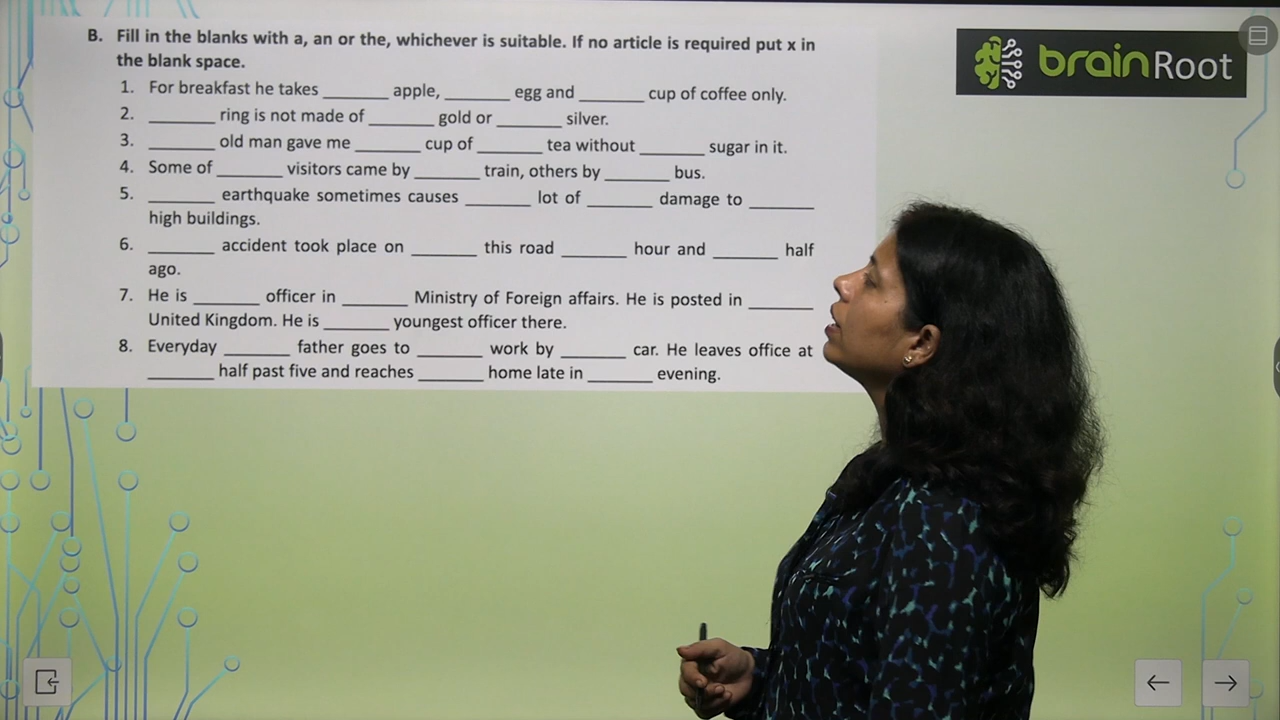 B. Fill in the blanks with a, an or the, whichever is suitable. If no article is required put x in
the blank space.
brainRoot
1. For breakfast he takes _______ apple, _______ egg and _______ cup of coffee only.
2. _______ ring is not made of _______ gold or _______ silver.
3. _______ old man gave me _______ cup of _______ tea without _______ sugar in it.
4. Some of _______ visitors came by _______ train, others by _______ bus.
5. _______ earthquake sometimes causes _______ lot of _______ damage to _______
high buildings.
6. _______ accident took place on _______ this road _______ hour and _______ half
ago.
7. He is _______ officer in _______ Ministry of Foreign affairs. He is posted in _______
United Kingdom. He is _______ youngest officer there.
8. Everyday _______ father goes to _______ work by _______ car. He leaves office at
_______ half past five and reaches _______ home late in _______ evening.